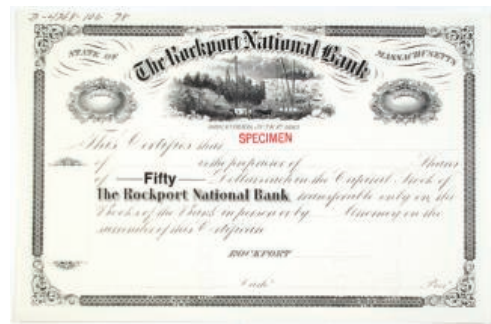 STATE OF
MASSACHUSETTS
The Rockport National Bank
SPECIMEN
This Certifies that
of is the proprietor of Shares
of Fifty Dollars each in the Capital Stock of
The Rockport National Bank transferable only on the
Books of the Bank in person or by Attorney on the
surrender of this Certificate
ROCKPORT
Cash.^r Pres.^t